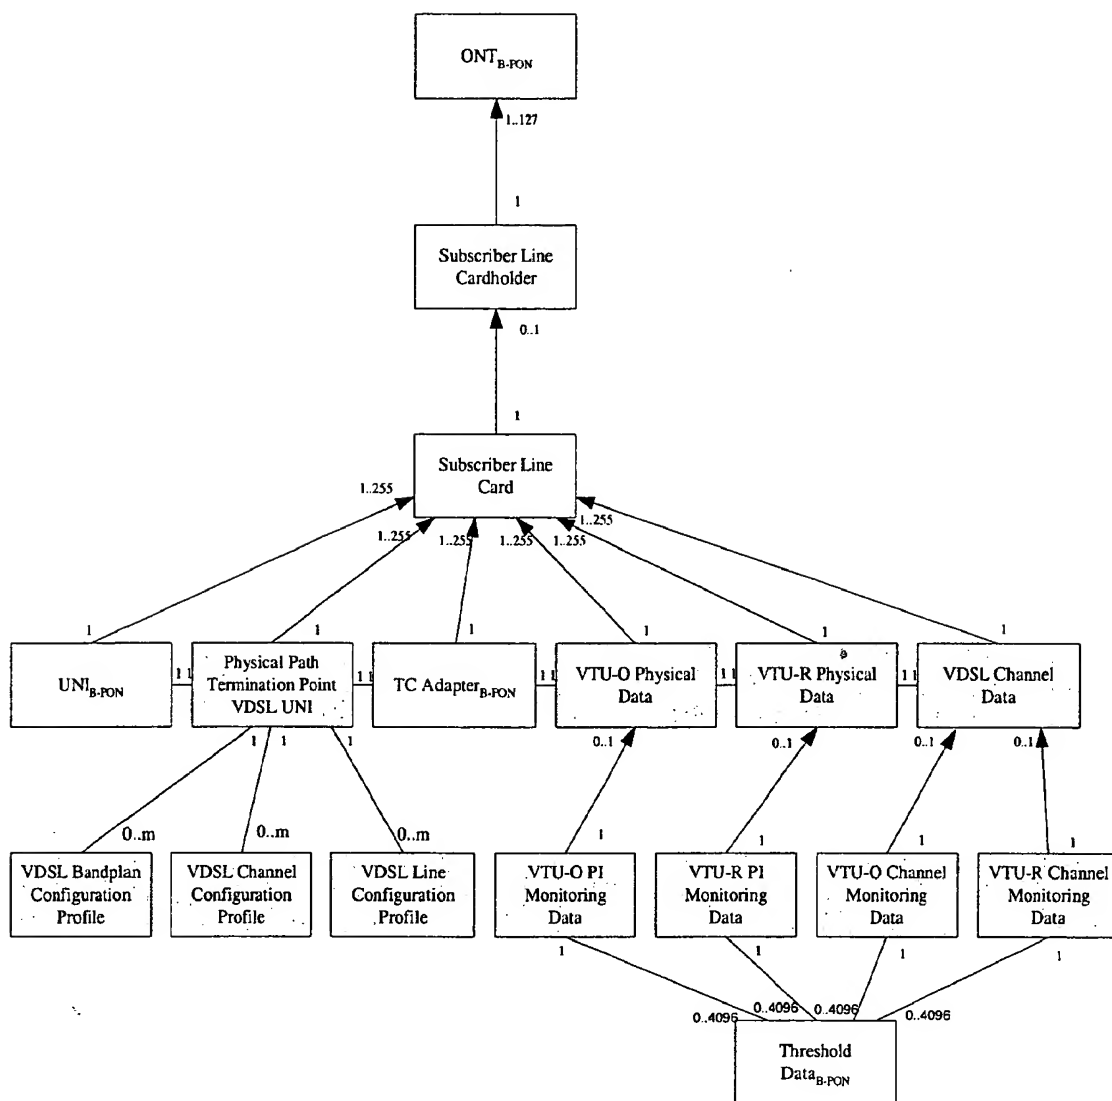 ONT B-PON
1..127
1
Subscriber Line
Cardholder
0..1
1
Subscriber Line
Card
1..255
1..255
1..255
1..255
1..255
1..255
1
1
1
1
1
1
UNI B-PON
1 1
Physical Path
Termination Point
VDSL UNI
1 1
TC Adapter B-PON
1 1
VTU-O Physical
Data
1 1
VTU-R Physical
Data
1 1
VDSL Channel
Data
1
1
1
0..1
0..1
0..1
0..1
0..m
0..m
0..m
1
1
1
1
VDSL Bandplan
Configuration
Profile
VDSL Channel
Configuration
Profile
VDSL Line
Configuration
Profile
VTU-O PI
Monitoring
Data
VTU-R PI
Monitoring
Data
VTU-O Channel
Monitoring
Data
VTU-R Channel
Monitoring
Data
1
1
1
1
0..4096
0..4096
0..4096
0..4096
Threshold
Data B-PON